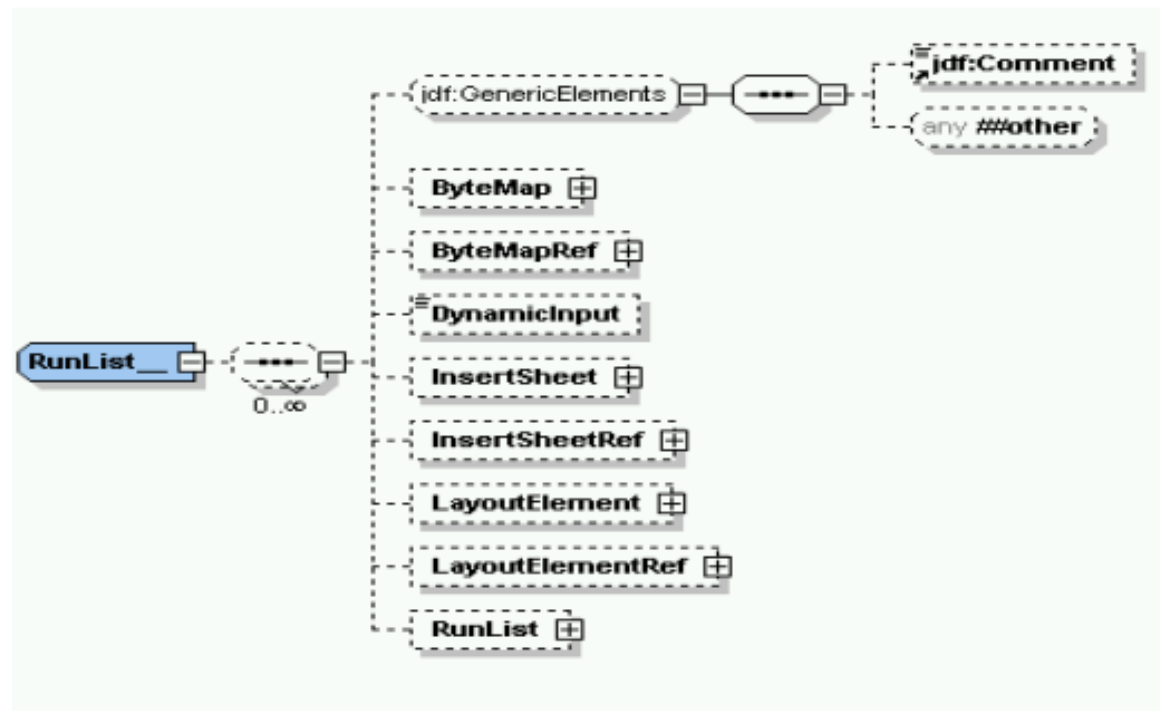 jdf:Comment
jdf:GenericElements
any ##other
ByteMap
ByteMapRef
DynamicInput
RunList__
InsertSheet
0..∞
InsertSheetRef
LayoutElement
LayoutElementRef
RunList